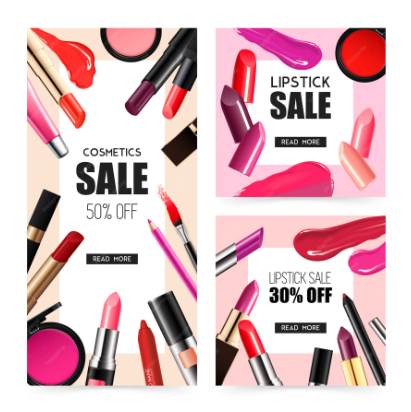 COSMETICS
SALE
50% OFF
READ MORE
LIPSTICK
SALE
READ MORE
LIPSTICK SALE
30% OFF
READ MORE